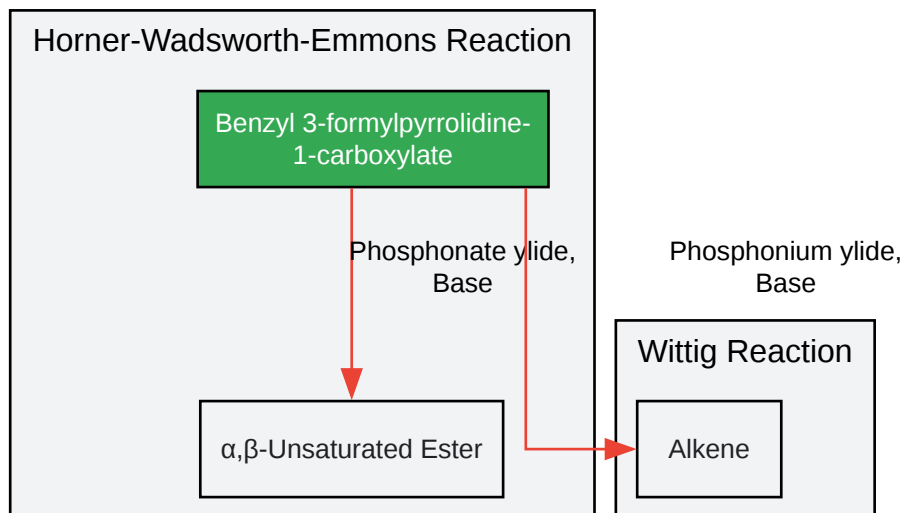 Horner-Wadsworth-Emmons Reaction
Benzyl 3-formylpyrrolidine-
1-carboxylate
Phosphonate ylide,
Base
Phosphonium ylide,
Base
Wittig Reaction
α,β-Unsaturated Ester
Alkene